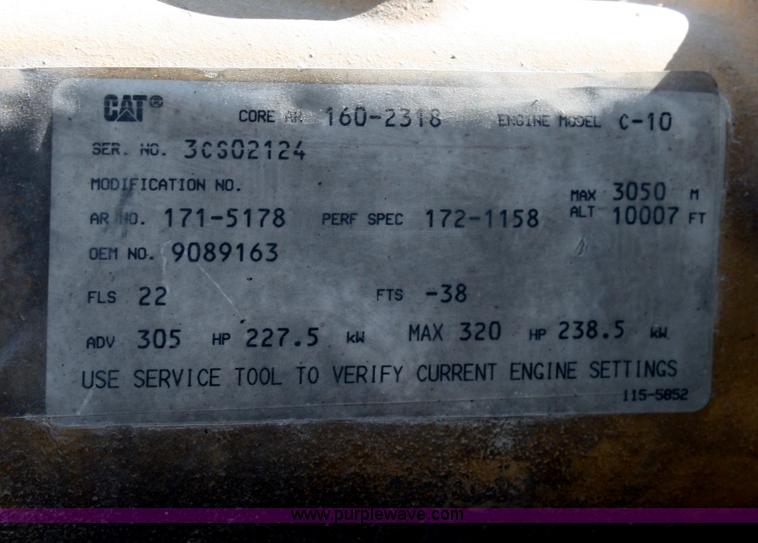 CAT® CORE AR 160-2318 ENGINE MODEL C-10
SER. NO. 3CS02124
MODIFICATION NO.
MAX 3050 M
AR NO. 171-5178 PERF SPEC 172-1158 ALT 10007 FT
OEM NO. 9089163
FLS 22 FTS -38
ADV 305 HP 227.5 kW MAX 320 HP 238.5 kW
USE SERVICE TOOL TO VERIFY CURRENT ENGINE SETTINGS
115-5852
www.purplewave.com